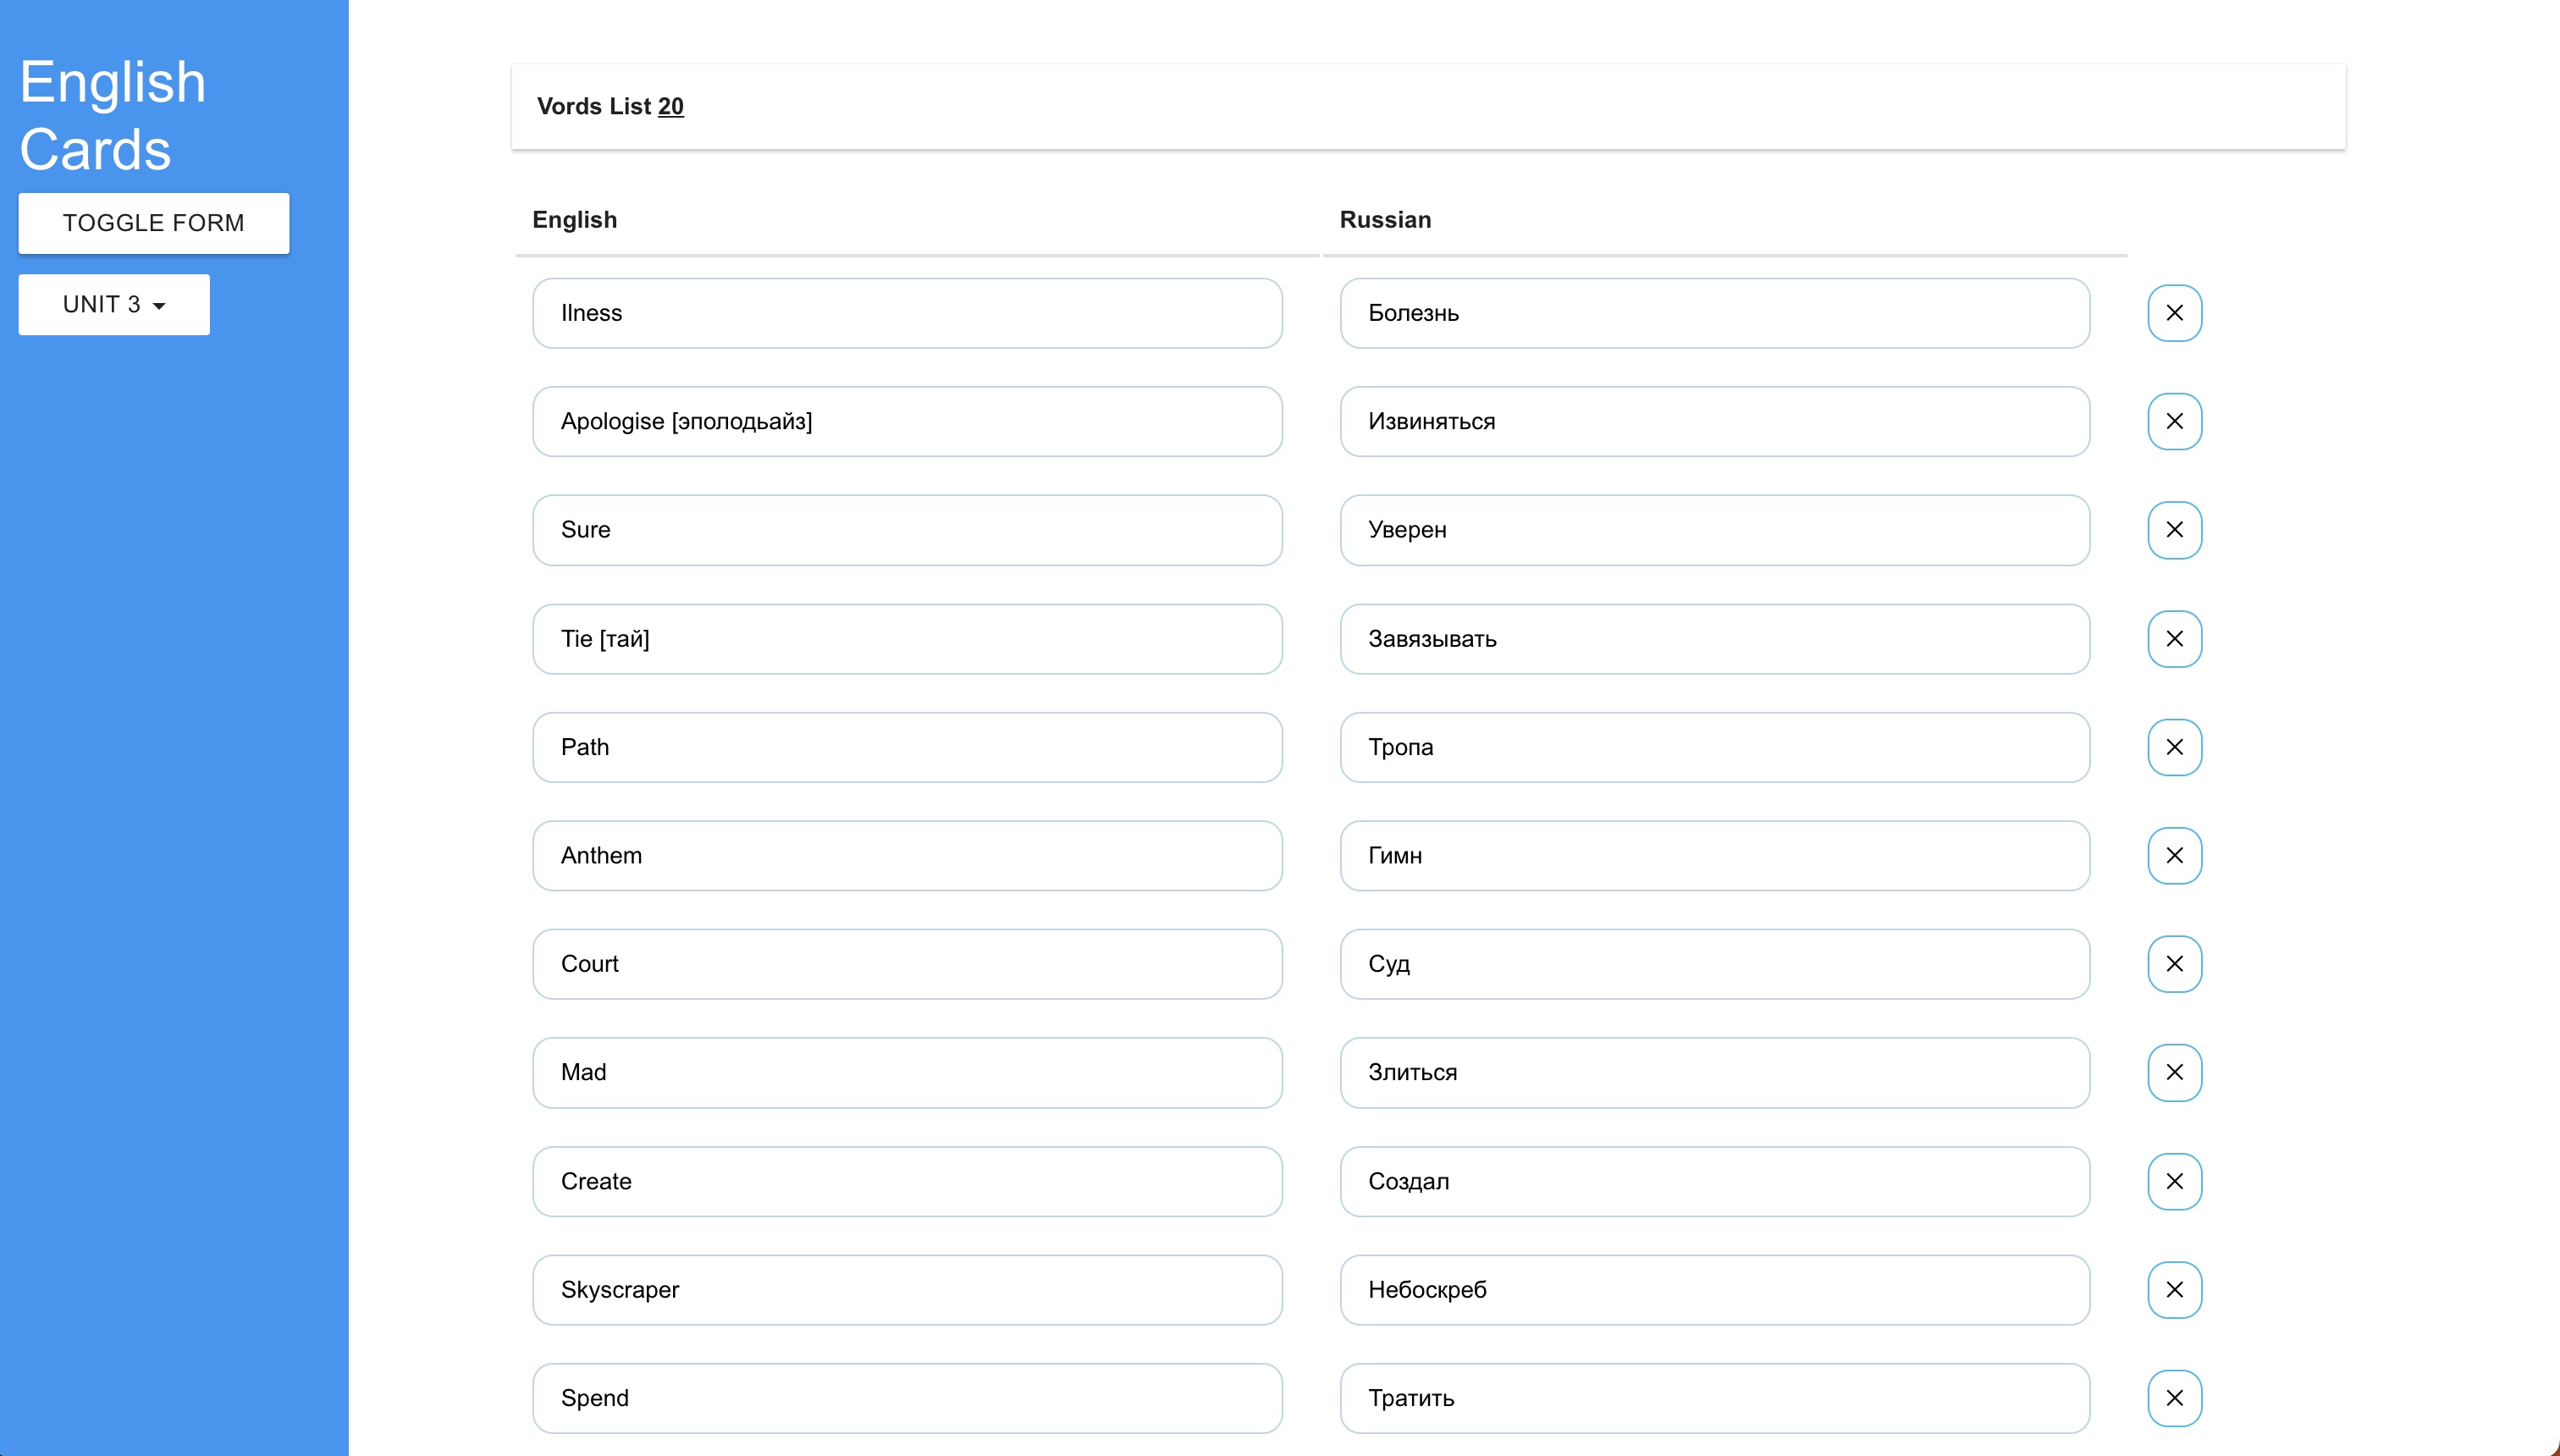 English
Cards
TOGGLE FORM
UNIT 3
Vords List 20
English Russian
Ilness Болезнь
Apologise [эполодьайз] Извиняться
Sure Уверен
Tie [тай] Завязывать
Path Тропа
Anthem Гимн
Court Суд
Mad Злиться
Create Создал
Skyscraper Небоскреб
Spend Тратить